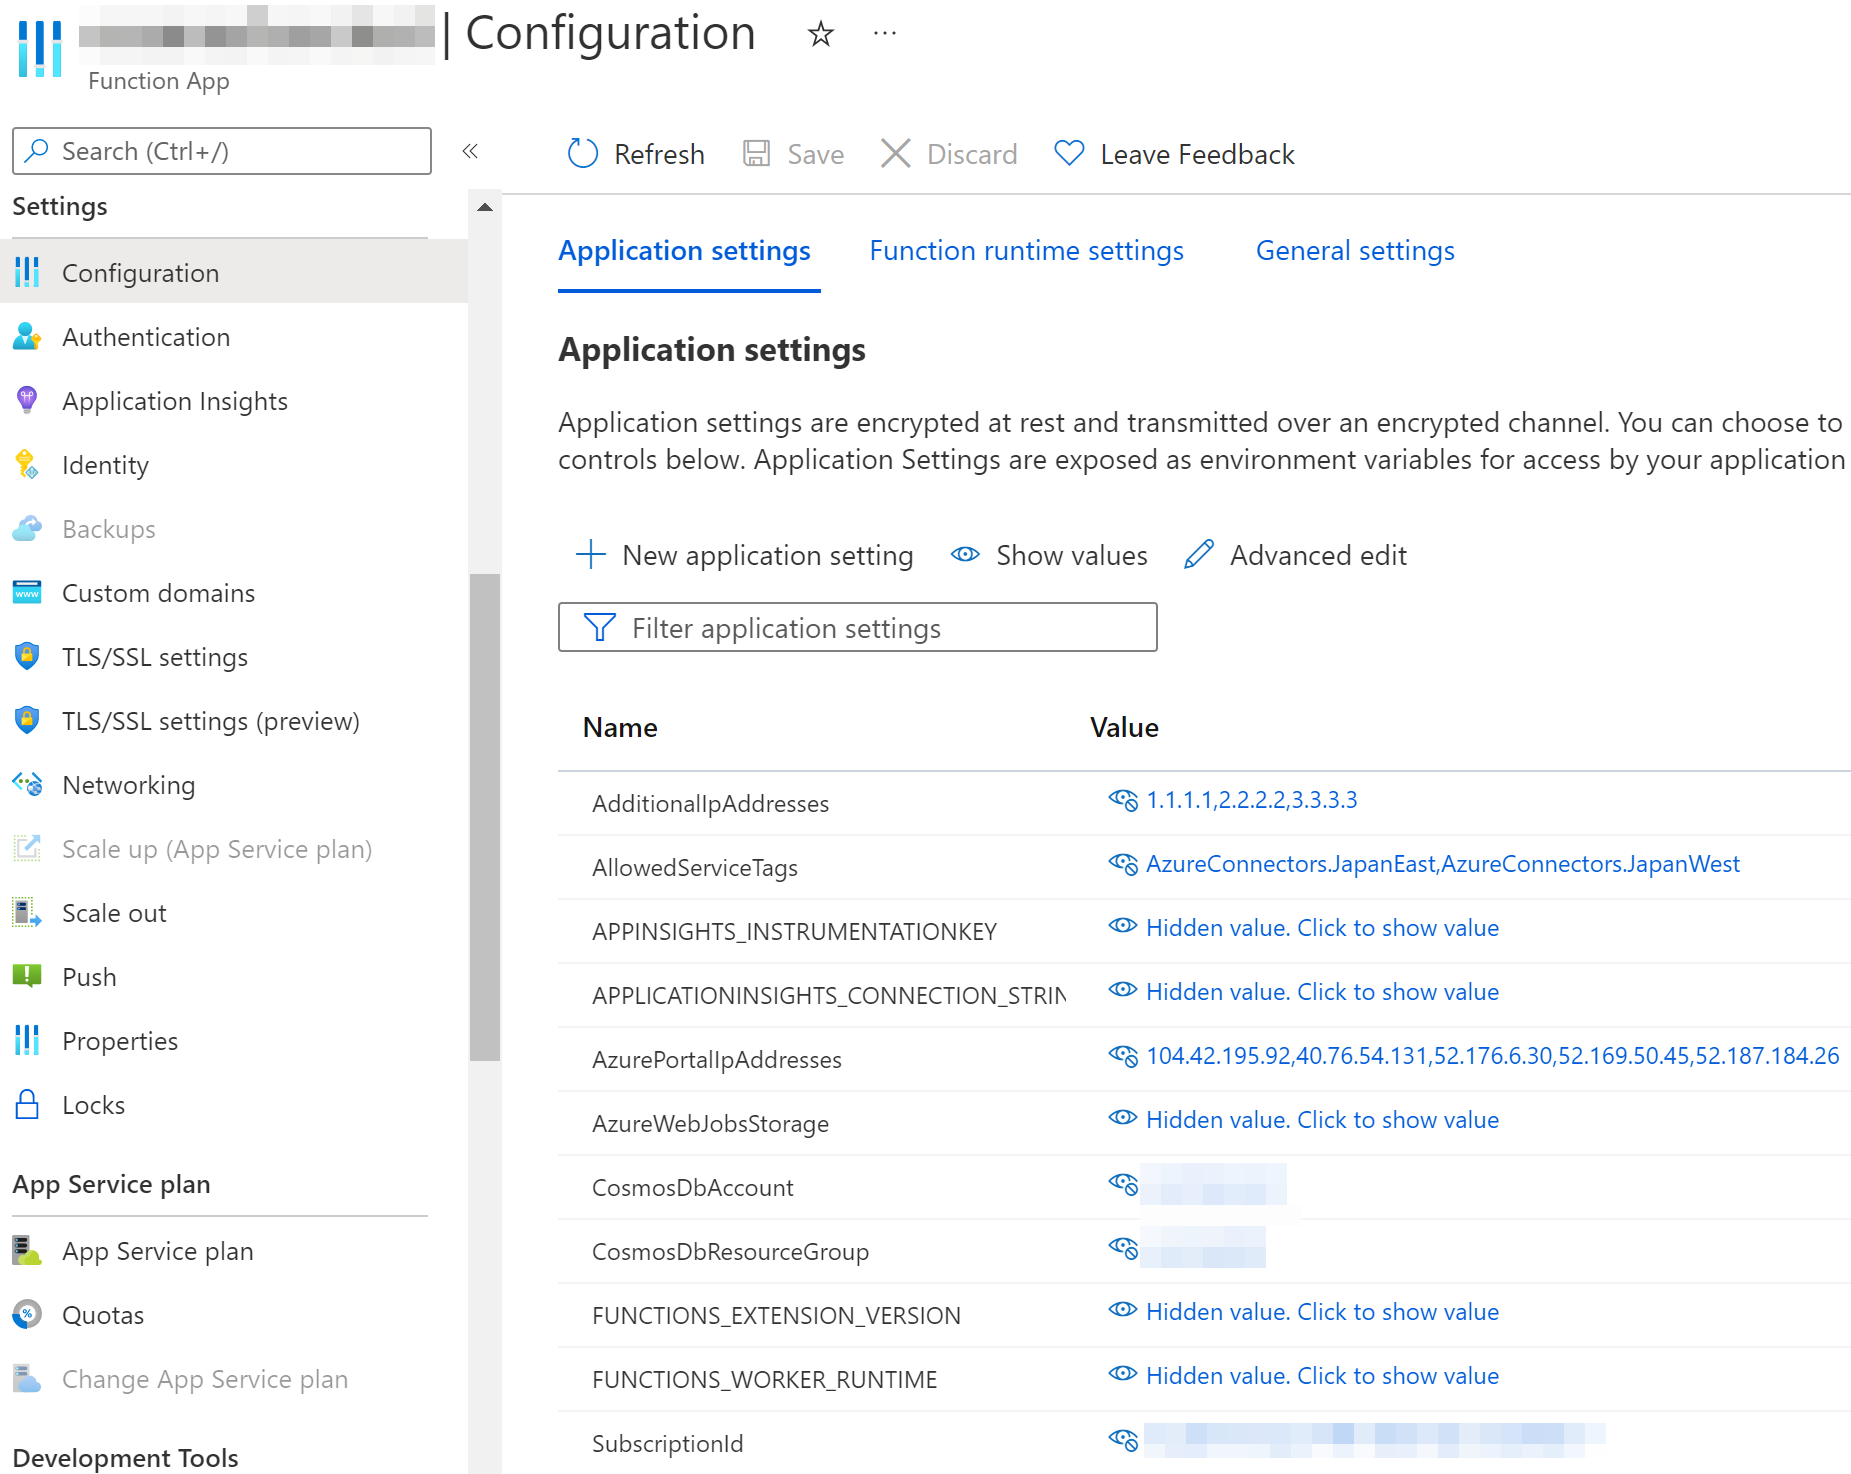 | Configuration
...
Function App
Search (Ctrl+/)
«
Refresh
Save
Discard
Leave Feedback
Settings
Configuration
Authentication
Application Insights
Identity
Backups
Custom domains
TLS/SSL settings
TLS/SSL settings (preview)
Networking
Scale up (App Service plan)
Scale out
Push
Properties
Locks
App Service plan
App Service plan
Quotas
Change App Service plan
Development Tools
Application settings
Function runtime settings
General settings
Application settings
Application settings are encrypted at rest and transmitted over an encrypted channel. You can choose to
controls below. Application Settings are exposed as environment variables for access by your application
New application setting
Show values
Advanced edit
Filter application settings
Name Value
AdditionalIpAddresses 1.1.1.1,2.2.2.2,3.3.3.3
AllowedServiceTags AzureConnectors.JapanEast,AzureConnectors.JapanWest
APPINSIGHTS_INSTRUMENTATIONKEY Hidden value. Click to show value
APPLICATIONINSIGHTS_CONNECTION_STRIN Hidden value. Click to show value
AzurePortalIpAddresses 104.42.195.92,40.76.54.131,52.176.6.30,52.169.50.45,52.187.184.26
AzureWebJobsStorage Hidden value. Click to show value
CosmosDbAccount
CosmosDbResourceGroup
FUNCTIONS_EXTENSION_VERSION Hidden value. Click to show value
FUNCTIONS_WORKER_RUNTIME Hidden value. Click to show value
SubscriptionId